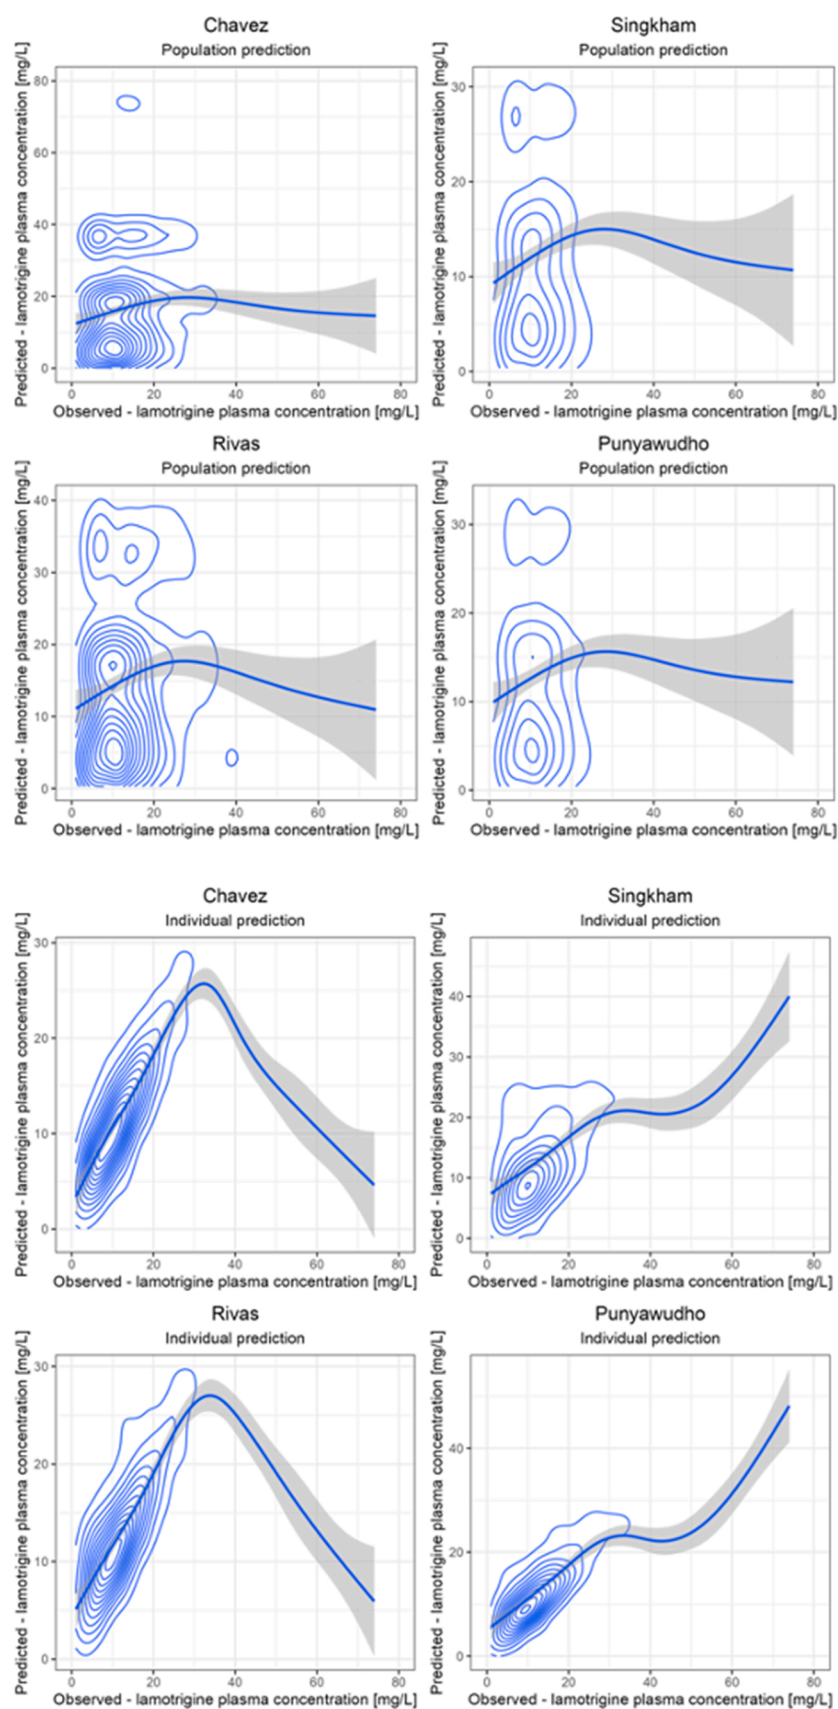 Chavez
Population prediction
Predicted - lamotrigine plasma concentration [mg/L]
80
60
40
20
0
0 20 40 60 80
Observed - lamotrigine plasma concentration [mg/L]
Singkham
Population prediction
Predicted - lamotrigine plasma concentration [mg/L]
30
20
10
0
0 20 40 60 80
Observed - lamotrigine plasma concentration [mg/L]
Rivas
Population prediction
Predicted - lamotrigine plasma concentration [mg/L]
40
30
20
10
0
0 20 40 60 80
Observed - lamotrigine plasma concentration [mg/L]
Punyawudho
Population prediction
Predicted - lamotrigine plasma concentration [mg/L]
30
20
10
0
0 20 40 60 80
Observed - lamotrigine plasma concentration [mg/L]
Chavez
Individual prediction
Predicted - lamotrigine plasma concentration [mg/L]
30
20
10
0
0 20 40 60 80
Observed - lamotrigine plasma concentration [mg/L]
Singkham
Individual prediction
Predicted - lamotrigine plasma concentration [mg/L]
40
30
20
10
0
0 20 40 60 80
Observed - lamotrigine plasma concentration [mg/L]
Rivas
Individual prediction
Predicted - lamotrigine plasma concentration [mg/L]
30
20
10
0
0 20 40 60 80
Observed - lamotrigine plasma concentration [mg/L]
Punyawudho
Individual prediction
Predicted - lamotrigine plasma concentration [mg/L]
40
20
0
0 20 40 60 80
Observed - lamotrigine plasma concentration [mg/L]